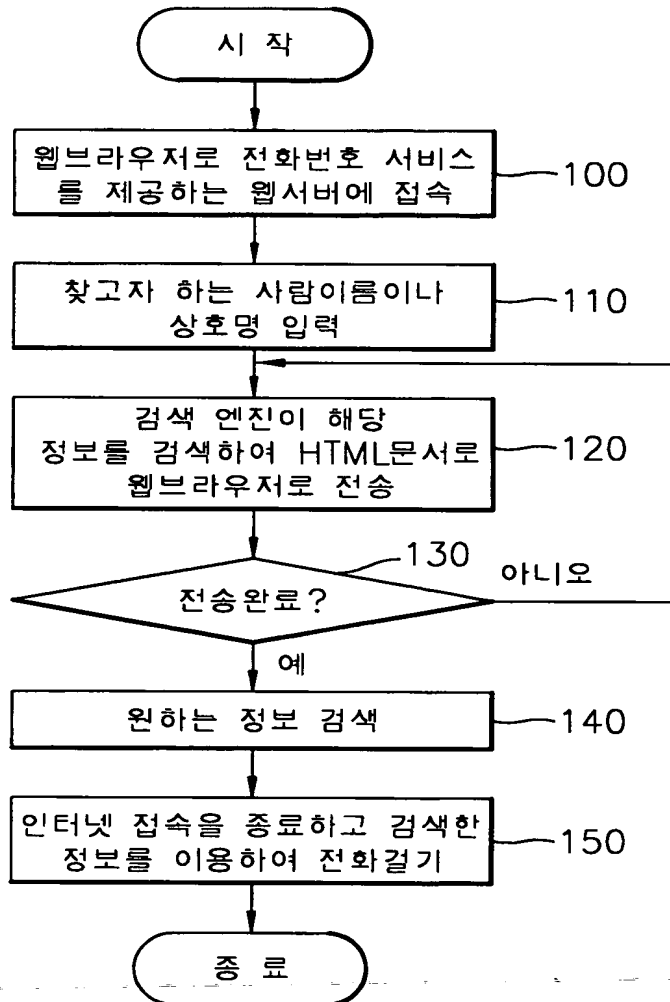 시 작
웹브라우저로 전화번호 서비스
를 제공하는 웹서버에 접속
100
찾고자 하는 사람이름이나
상호명 입력
110
검색 엔진이 해당
정보를 검색하여 HTML문서로
웹브라우저로 전송
120
130
전송완료?
아니오
예
원하는 정보 검색
140
인터넷 접속을 종료하고 검색한
정보를 이용하여 전화걸기
150
종 료